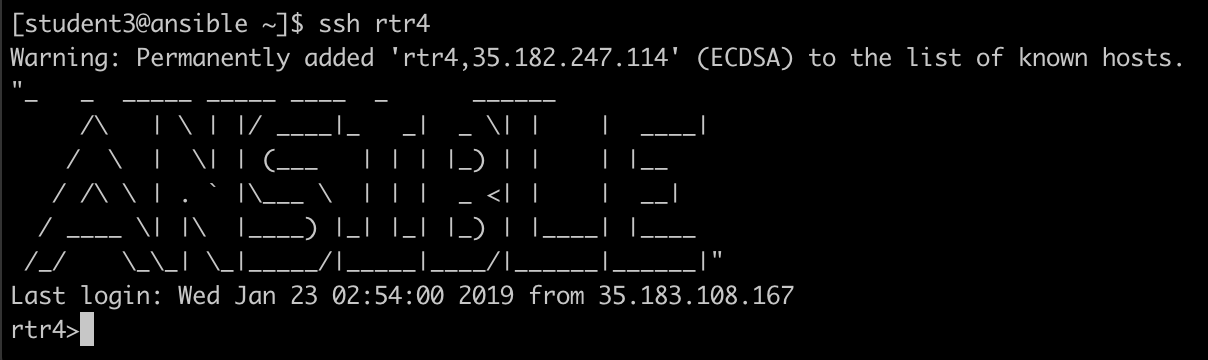 [student3@ansible ~]$ ssh rtr4
Warning: Permanently added 'rtr4,35.182.247.114' (ECDSA) to the list of known hosts.
"_   _  _____ _____ ____  _      ______
     /\   | \ | |/ ____|_   _|  _ \| |    |  ____|
    /  \  |  \| | (___   | | | |_) | |    | |__
   / /\ \ | . ` |\___ \  | | |  _ <| |    |  __|
  / ____ \| |\  |____) |_| |_| |_) | |____| |____
 /_/    \_\_| \_|_____/|_____|____/|______|______|"
Last login: Wed Jan 23 02:54:00 2019 from 35.183.108.167
rtr4>